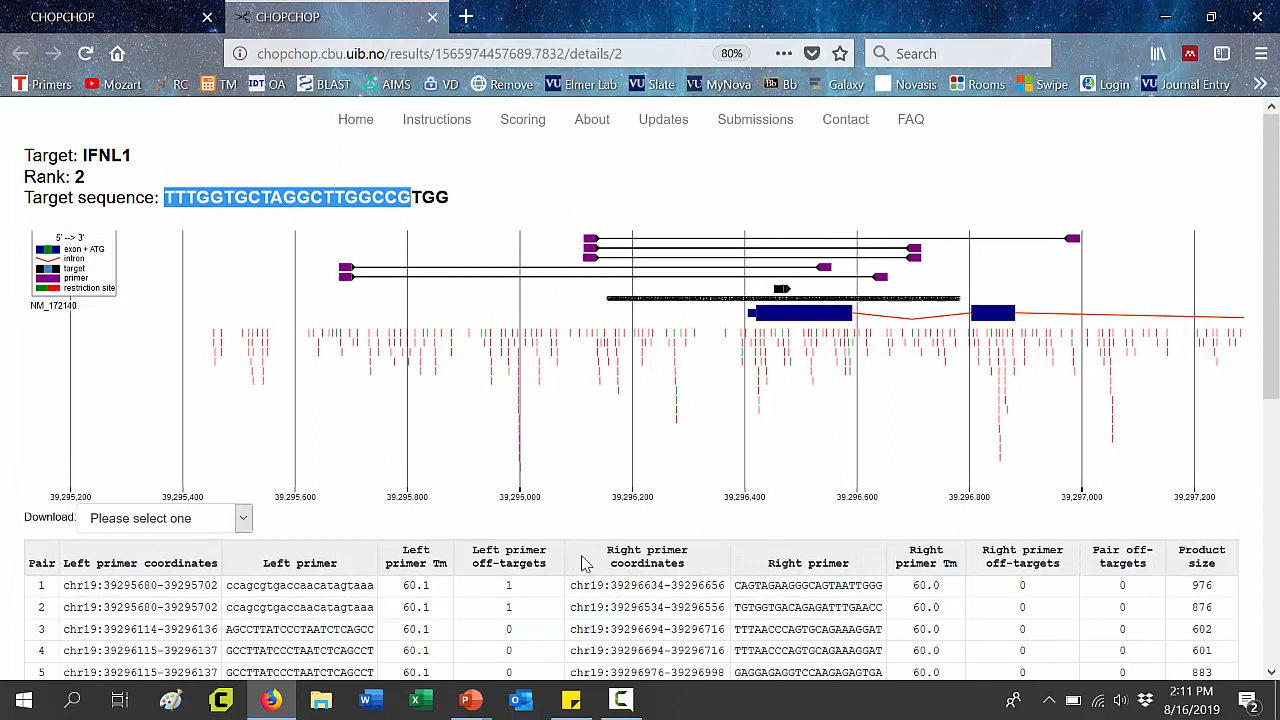 CHOPCHOP
CHOPCHOP
chopchop.cbu.uib.no/results/1565974457689.7832/details/2
80%
Search
Primers Mozart RC TM IDT OA BLAST AIMS VD Remove VU Elmer Lab VU Slate VU MyNova Bb Bb Galaxy Novasis Rooms Swipe Login VU Journal Entry
Home Instructions Scoring About Updates Submissions Contact FAQ
Target: IFNL1
Rank: 2
Target sequence: TTTGGTGCTAGGCTTGGCCGTGG
5' --> 3'
exon + ATG
intron
target
primer
restriction site
NM_172140
39,295,200 39,295,400 39,295,600 39,295,800 39,296,000 39,296,200 39,296,400 39,296,600 39,296,800 39,297,000 39,297,200
Download: Please select one
Pair Left primer coordinates Left primer Left primer Tm Left primer off-targets Right primer coordinates Right primer Right primer Tm Right primer off-targets Pair off-targets Product size
1 chr19:39295680-39295702 ccagcgtgaccaacatagtaaa 60.1 1 chr19:39296634-39296656 CAGTAGAAGGGCAGTAATTGGG 60.0 0 0 976
2 chr19:39295680-39295702 ccagcgtgaccaacatagtaaa 60.1 1 chr19:39296534-39296556 TGTGGTGACAGAGATTTGAACC 60.0 0 0 876
3 chr19:39296114-39296136 AGCCTTATCCCTAATCTCAGCC 60.1 0 chr19:39296694-39296716 TTTAACCCAGTGCAGAAAGGAT 60.0 0 0 602
4 chr19:39296115-39296137 GCCTTATCCCTAATCTCAGCCT 60.1 0 chr19:39296694-39296716 TTTAACCCAGTGCAGAAAGGAT 60.0 0 0 601
5 chr19:39296115-39296137 GCCTTATCCCTAATCTCAGCCT 60.1 0 chr19:39296976-39296998 GAGGAGAGGTCCAAGAGAGTGA 60.0 0 0 883
2:11 PM
8/16/2019
2